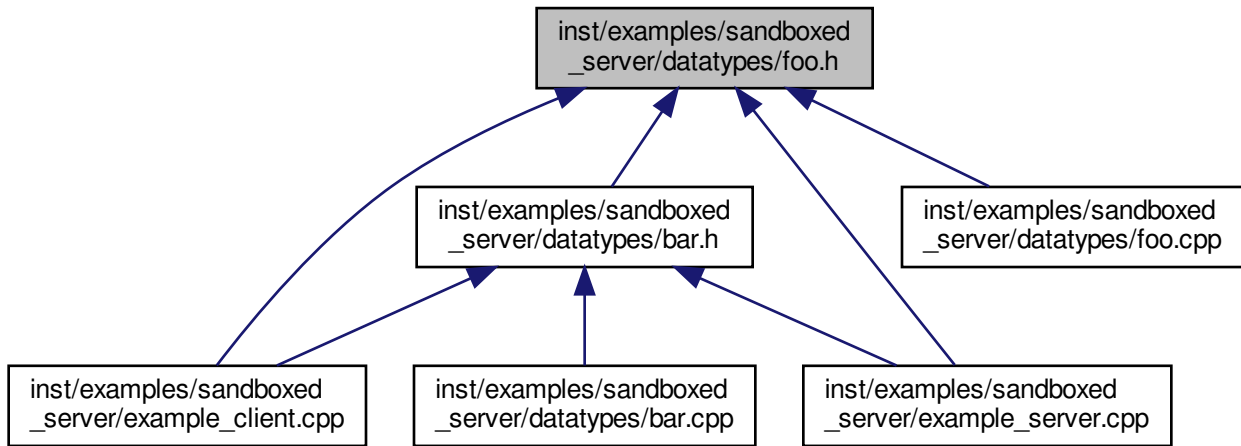 inst/examples/sandboxed
_server/datatypes/foo.h
inst/examples/sandboxed
_server/datatypes/bar.h
inst/examples/sandboxed
_server/datatypes/foo.cpp
inst/examples/sandboxed
_server/example_client.cpp
inst/examples/sandboxed
_server/datatypes/bar.cpp
inst/examples/sandboxed
_server/example_server.cpp